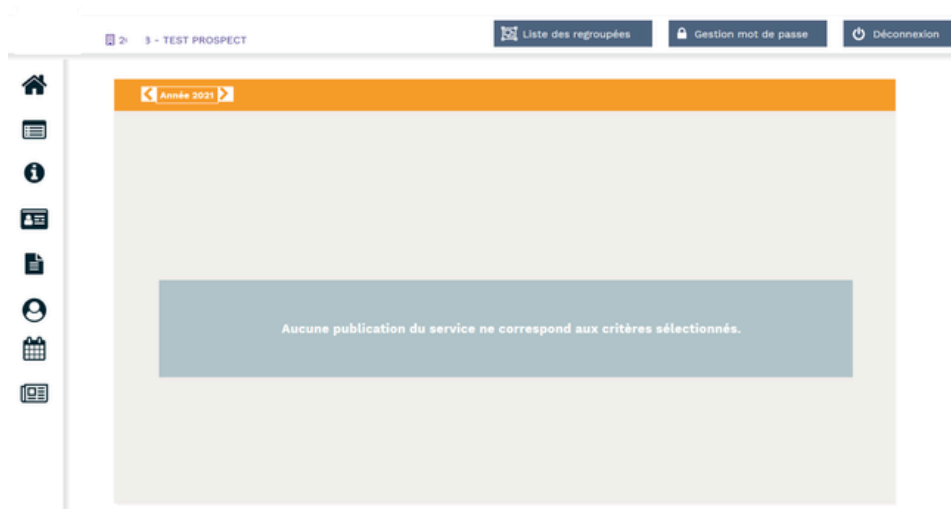 2 3 - TEST PROSPECT
Liste des regroupées
Gestion mot de passe
Déconnexion
Année 2021
Aucune publication du service ne correspond aux critères sélectionnés.